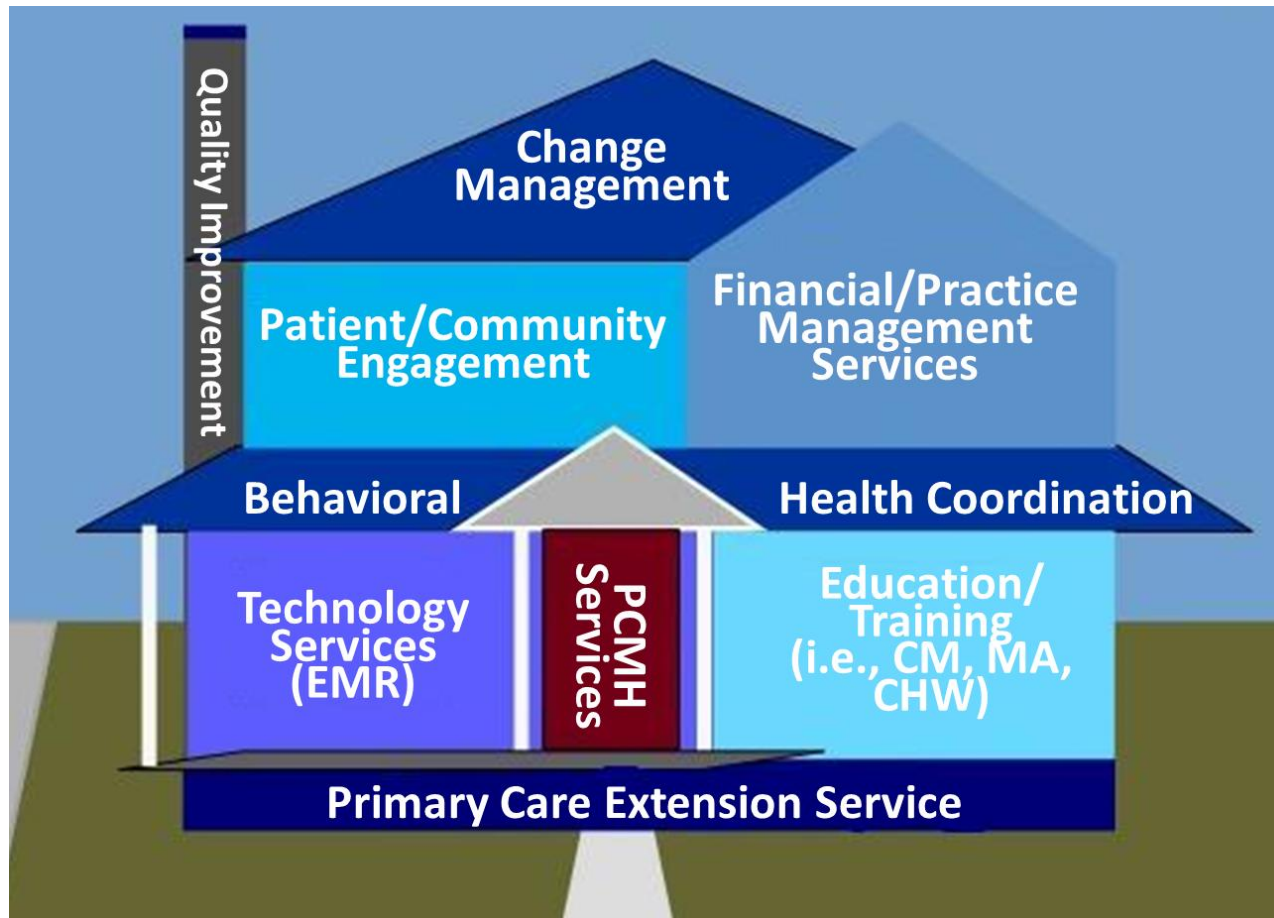 Quality Improvement
Change
Management
Patient/Community
Engagement
Financial/Practice
Management
Services
Behavioral
Health Coordination
Technology
Services
(EMR)
PCMH
Services
Education/
Training
(i.e., CM, MA,
CHW)
Primary Care Extension Service